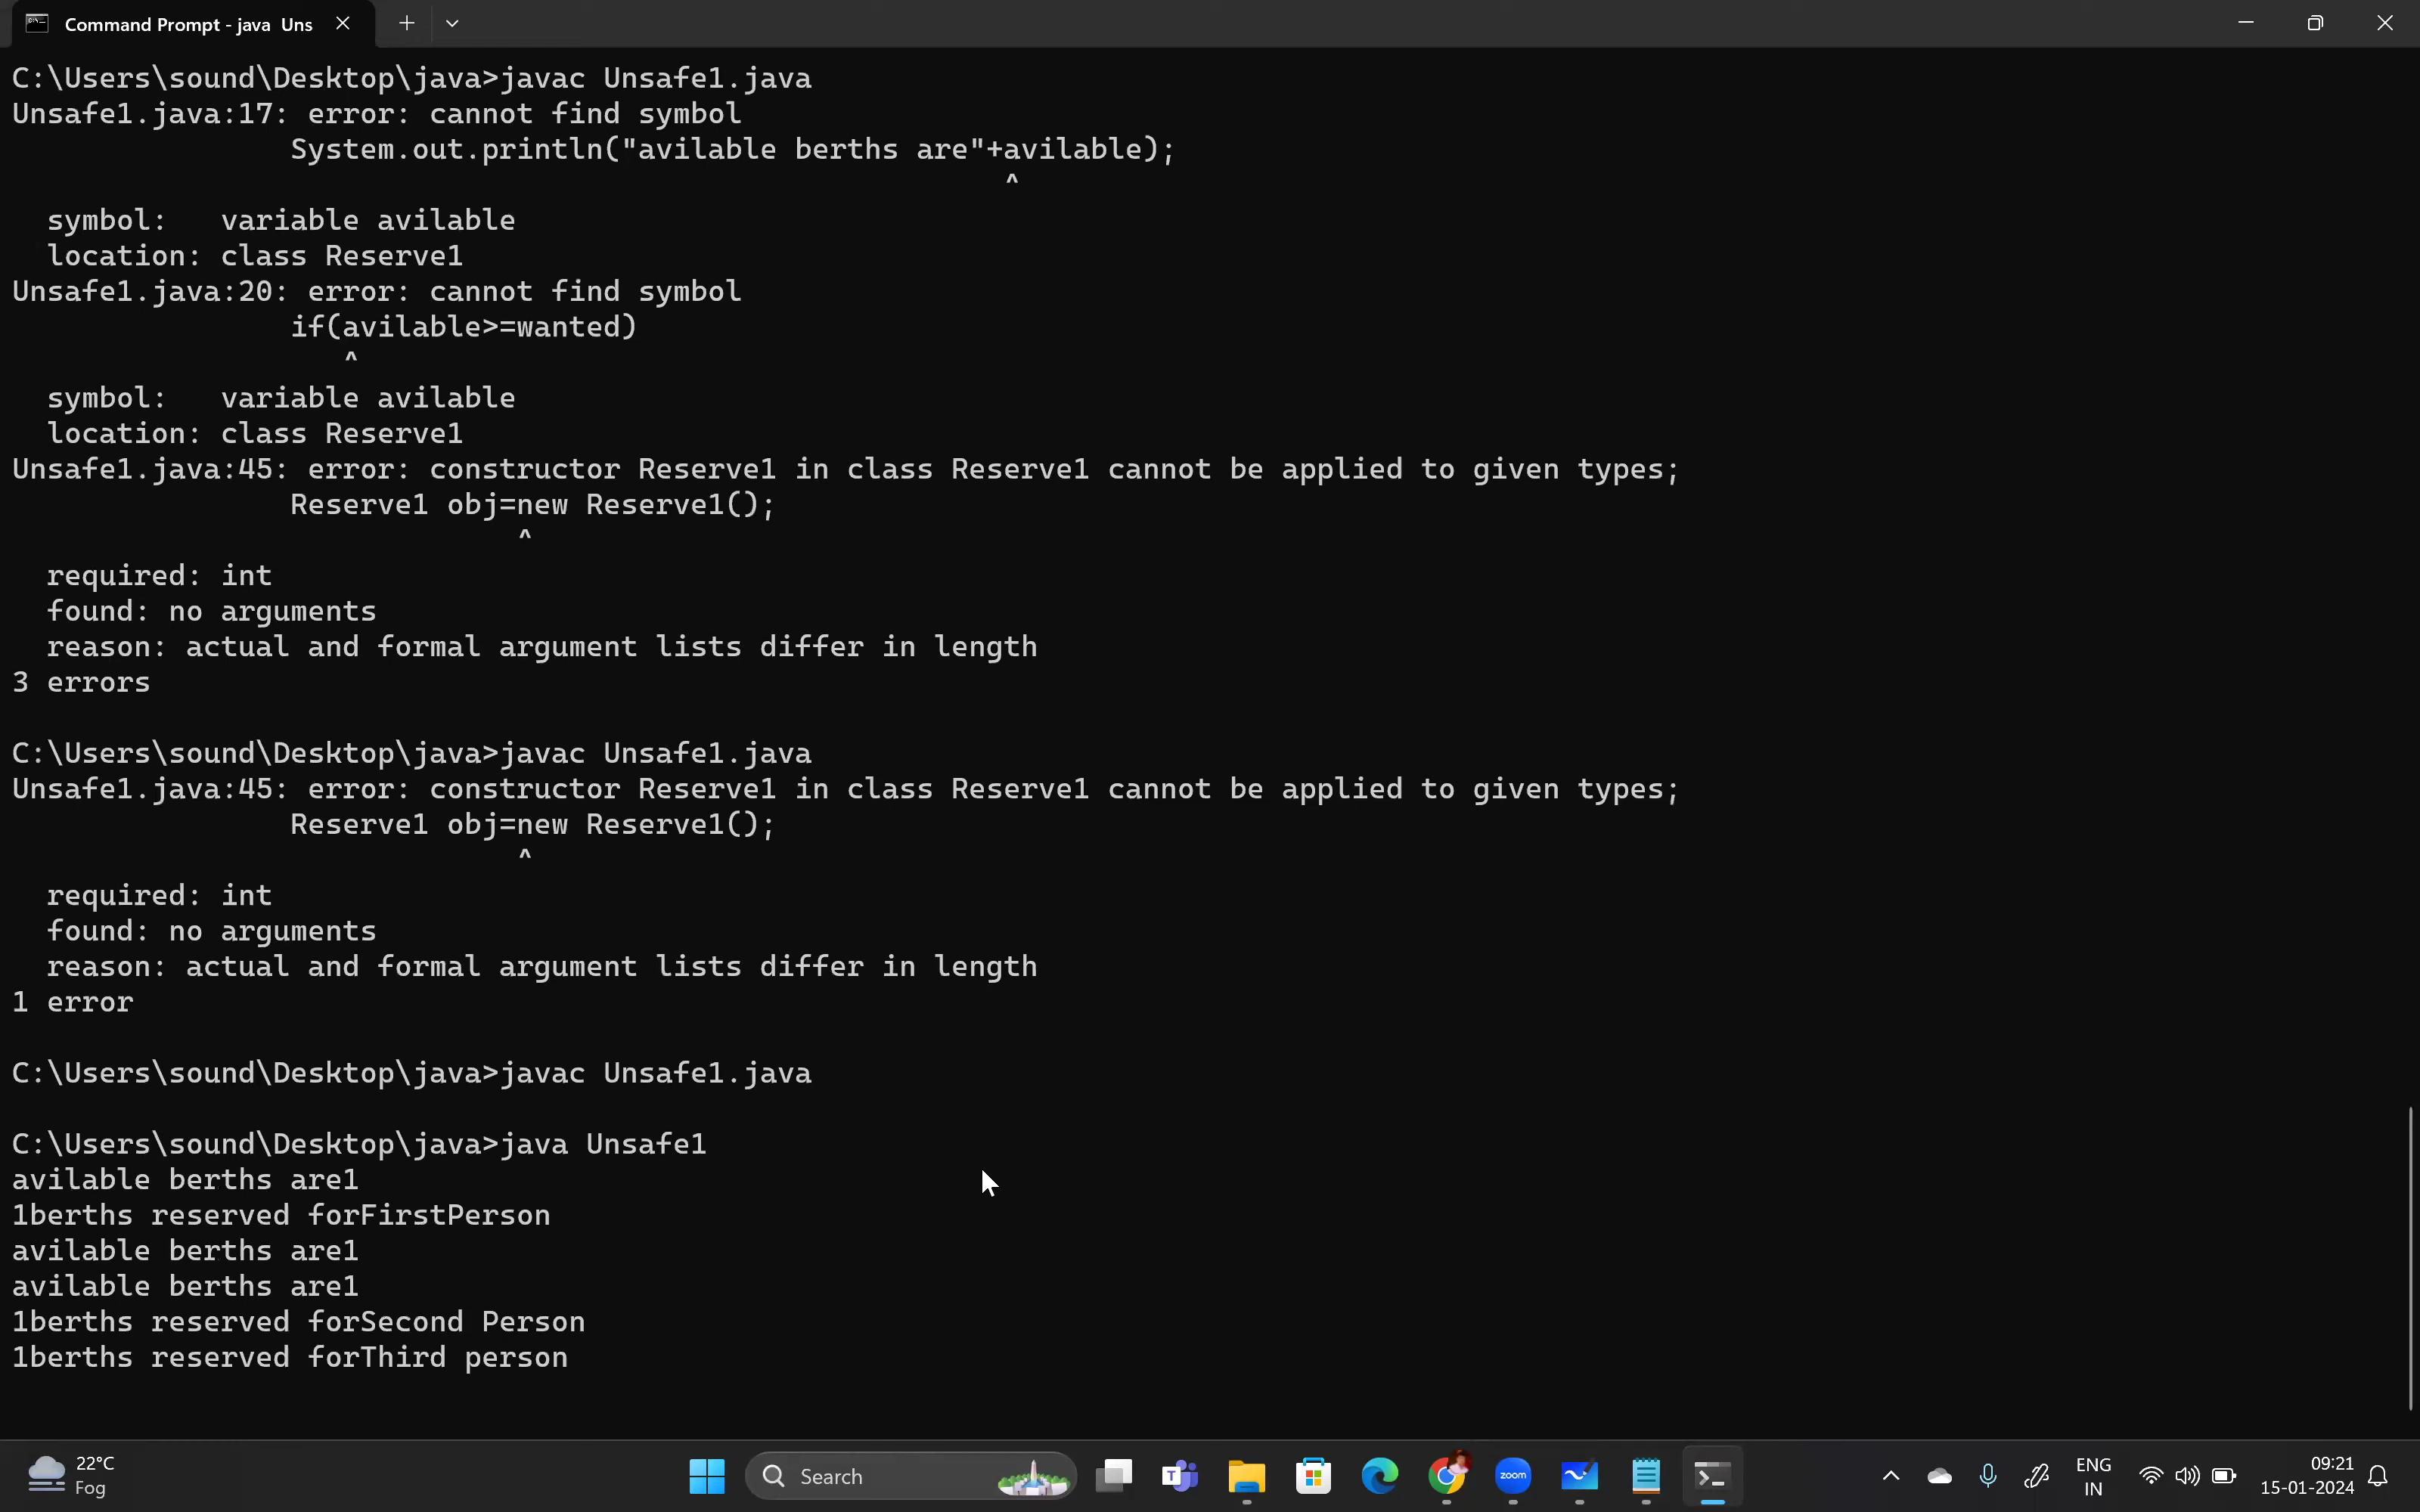 Command Prompt - java Uns
C:\Users\sound\Desktop\java>javac Unsafe1.java
Unsafe1.java:17: error: cannot find symbol
System.out.println("avilable berths are"+avilable);
^
symbol: variable avilable
location: class Reserve1
Unsafe1.java:20: error: cannot find symbol
if(avilable>=wanted)
^
symbol: variable avilable
location: class Reserve1
Unsafe1.java:45: error: constructor Reserve1 in class Reserve1 cannot be applied to given types;
Reserve1 obj=new Reserve1();
^
required: int
found: no arguments
reason: actual and formal argument lists differ in length
3 errors
C:\Users\sound\Desktop\java>javac Unsafe1.java
Unsafe1.java:45: error: constructor Reserve1 in class Reserve1 cannot be applied to given types;
Reserve1 obj=new Reserve1();
^
required: int
found: no arguments
reason: actual and formal argument lists differ in length
1 error
C:\Users\sound\Desktop\java>javac Unsafe1.java
C:\Users\sound\Desktop\java>java Unsafe1
avilable berths are1
1berths reserved forFirstPerson
avilable berths are1
avilable berths are1
1berths reserved forSecond Person
1berths reserved forThird person
22°C
Fog
Search
T
zoom
ENG
IN
09:21
15-01-2024